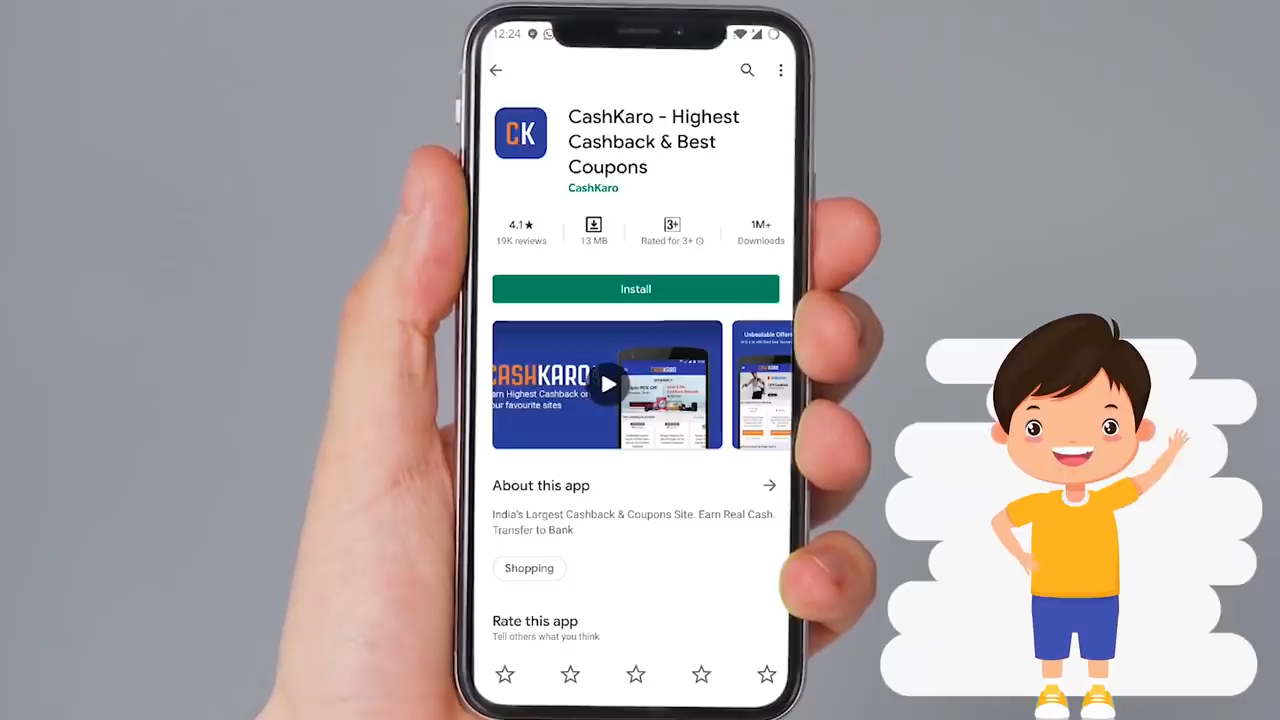 12:24
CK
CashKaro - Highest
Cashback & Best
Coupons
CashKaro
4.1★
19K reviews
13 MB
3+
Rated for 3+
1M+
Downloads
Install
CASHKARO
arn Highest Cashback on
our favourite sites
Unbeatable Offers
About this app
India's Largest Cashback & Coupons Site. Earn Real Cash.
Transfer to Bank
Shopping
Rate this app
Tell others what you think